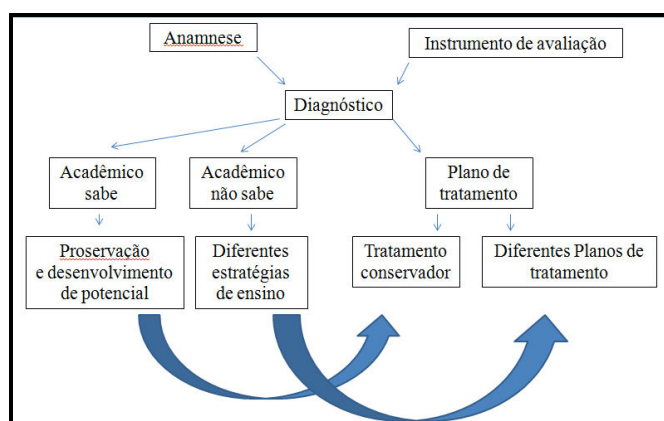 Anamnese
Instrumento de avaliação
Diagnóstico
Acadêmico
sabe
Acadêmico
não sabe
Plano de
tratamento
Proservação
e desenvolvimento
de potencial
Diferentes
estratégias
de ensino
Tratamento
conservador
Diferentes Planos de
tratamento